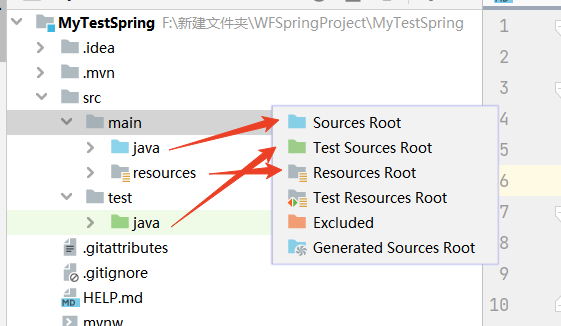 MyTestSpring F:\新建文件夹\WFSpringProject\MyTestSpring
.idea
.mvn
src
main
java
resources
test
java
.gitattributes
.gitignore
HELP.md
mvnw
Sources Root
Test Sources Root
Resources Root
Test Resources Root
Excluded
Generated Sources Root
1
2
3
4
5
6
7
8
9
10